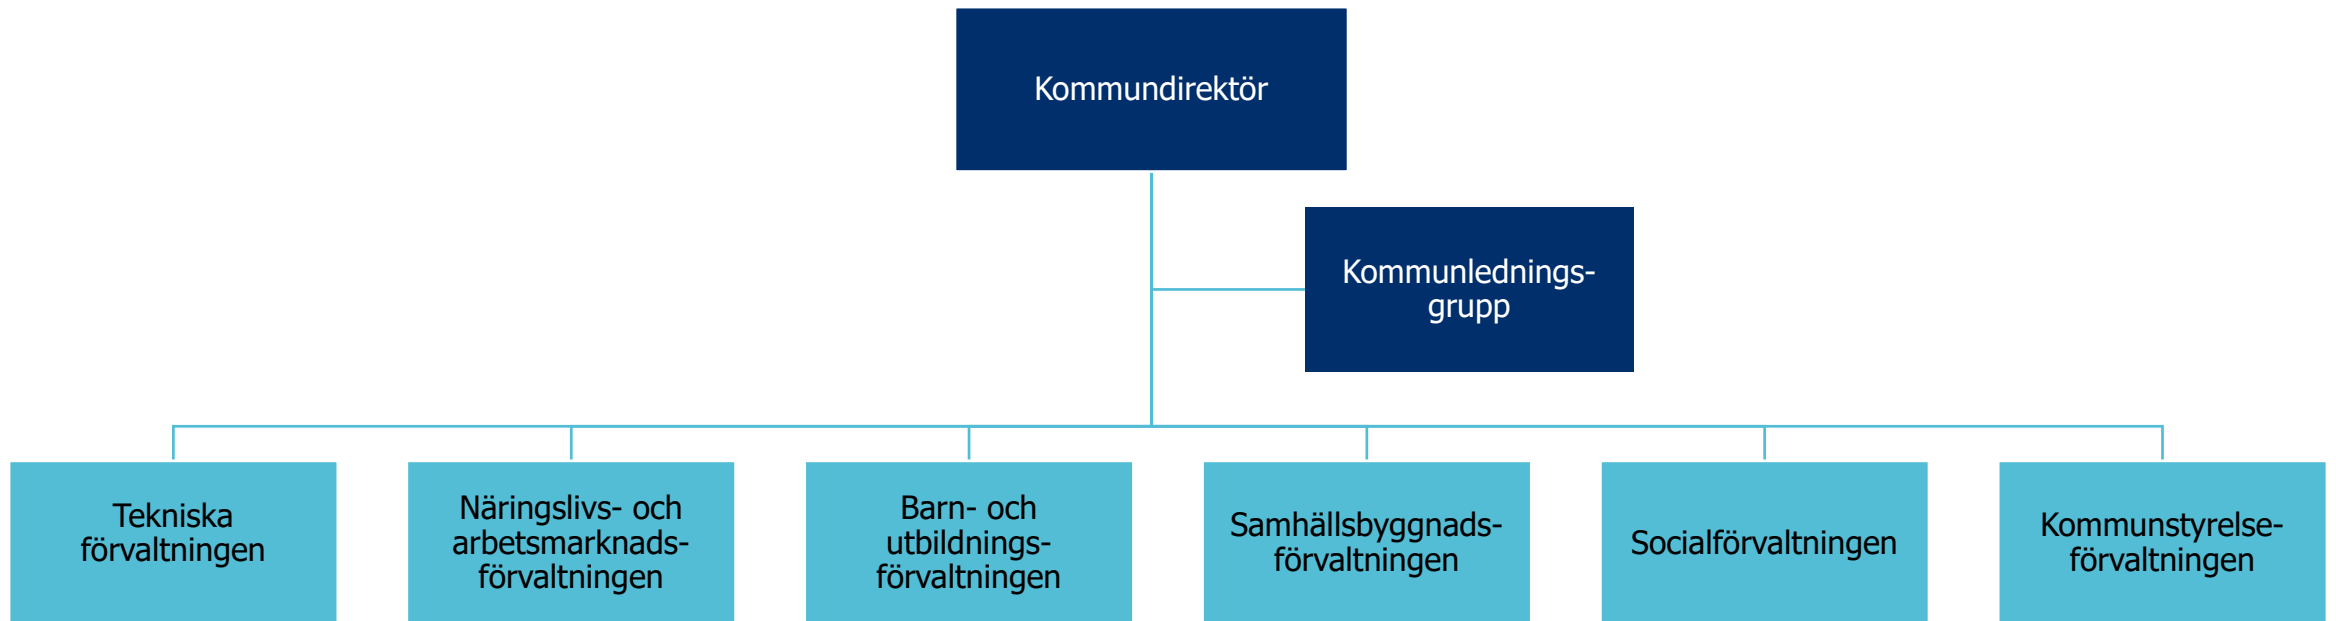 Kommundirektör
Kommunlednings-
grupp
Tekniska
förvaltningen
Näringslivs- och
arbetsmarknads-
förvaltningen
Barn- och
utbildnings-
förvaltningen
Samhällsbyggnads-
förvaltningen
Socialförvaltningen
Kommunstyrelse-
förvaltningen